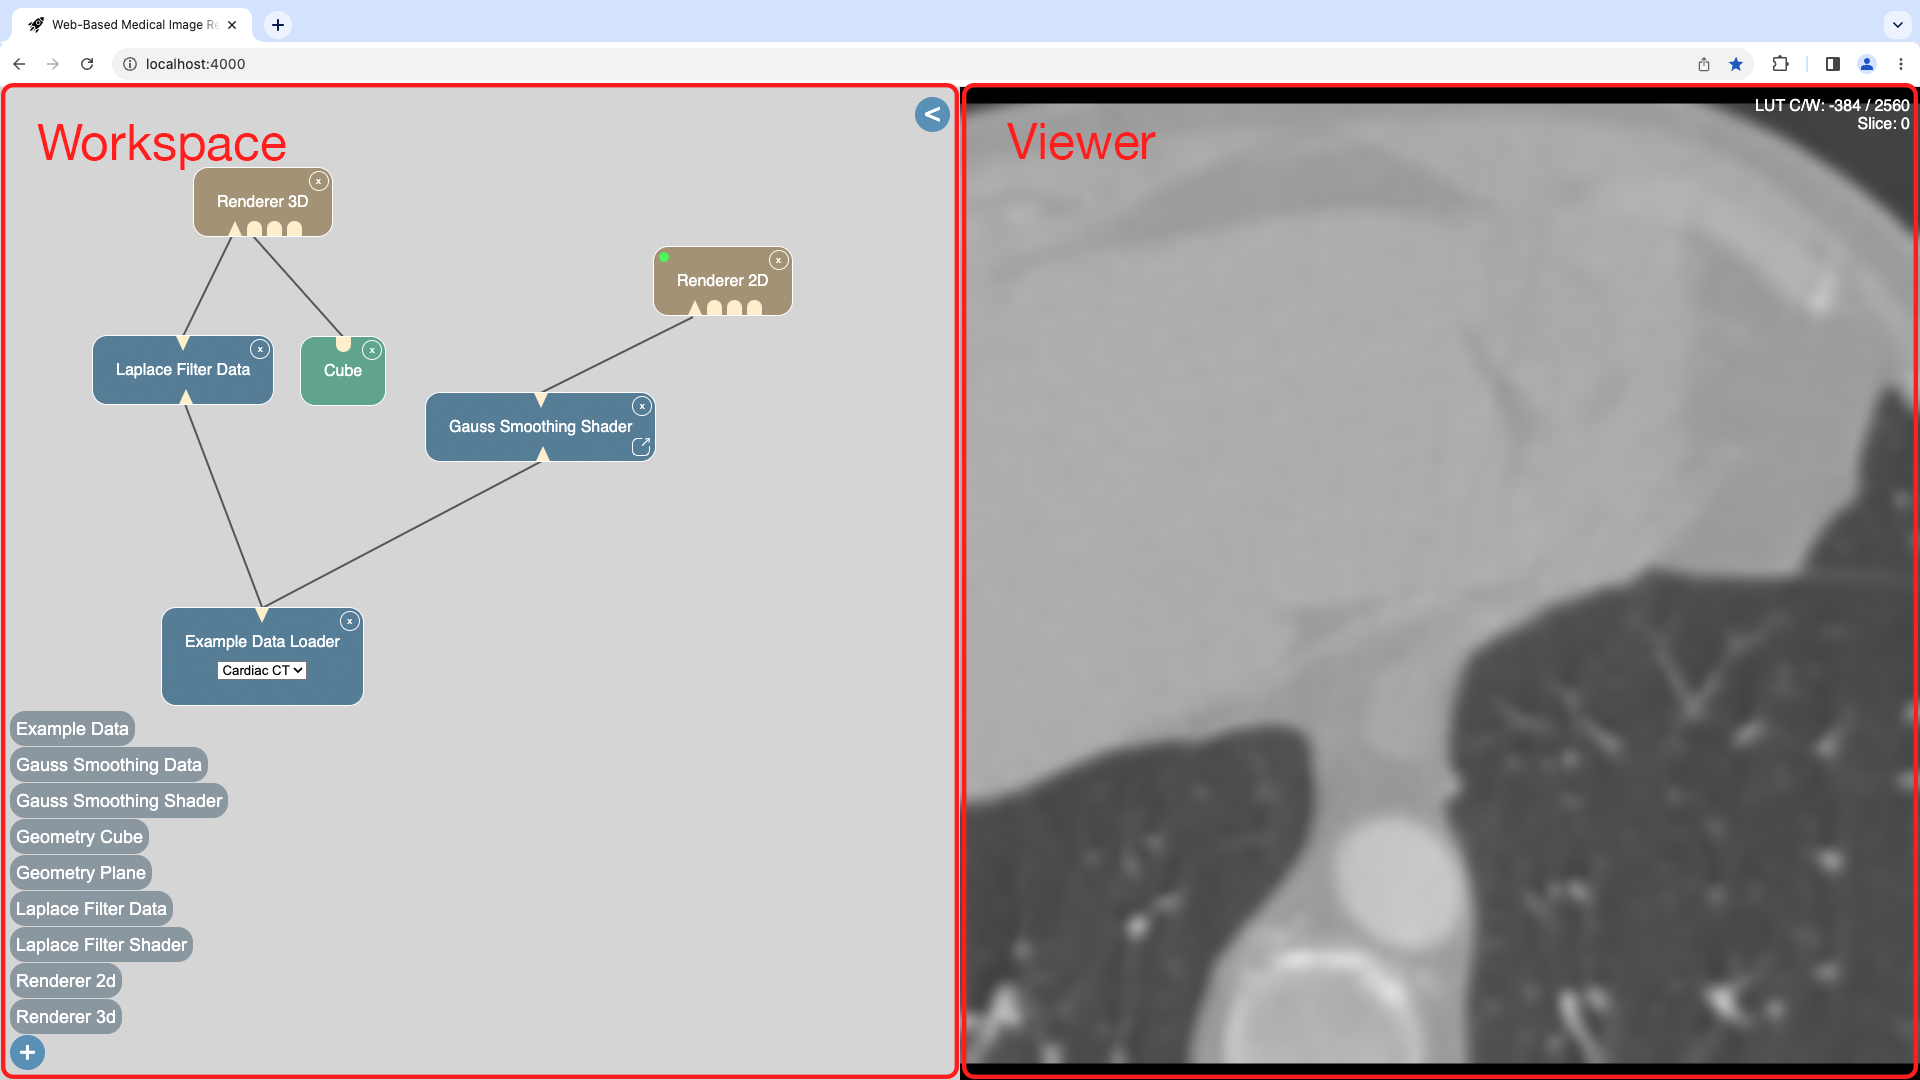 Web-Based Medical Image Re
localhost:4000
Workspace
<
Renderer 3D
x
Renderer 2D
x
Laplace Filter Data
x
Cube
x
Gauss Smoothing Shader
x
Example Data Loader
x
Cardiac CT
Example Data
Gauss Smoothing Data
Gauss Smoothing Shader
Geometry Cube
Geometry Plane
Laplace Filter Data
Laplace Filter Shader
Renderer 2d
Renderer 3d
+
Viewer
LUT C/W: -384 / 2560
Slice: 0